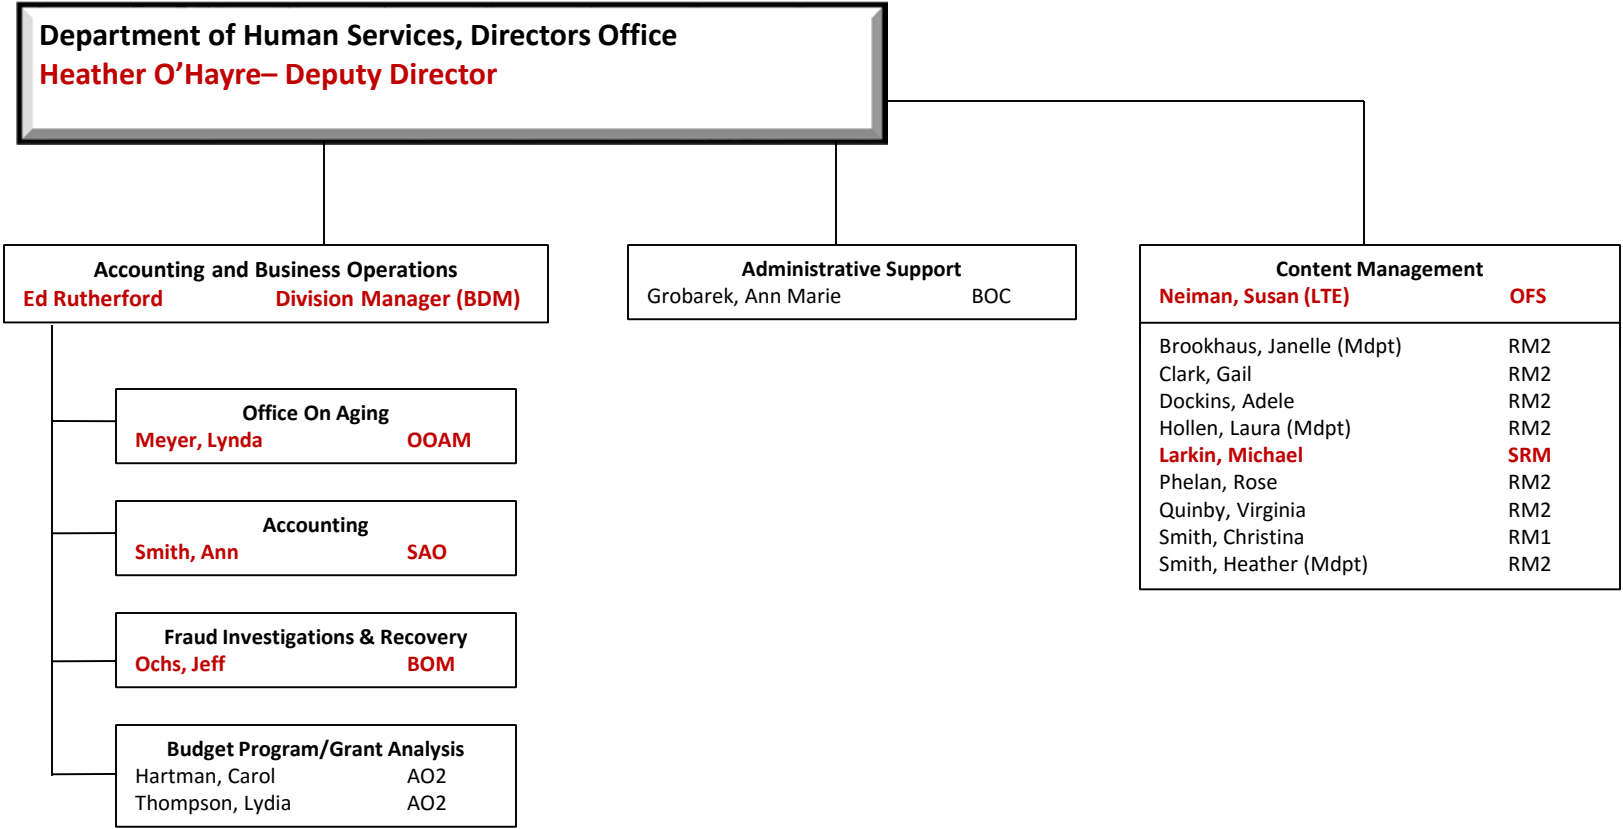 Department of Human Services, Directors Office
Heather O’Hayre– Deputy Director
Accounting and Business Operations
Ed Rutherford Division Manager (BDM)
Office On Aging
Meyer, Lynda OOAM
Accounting
Smith, Ann SAO
Fraud Investigations & Recovery
Ochs, Jeff BOM
Budget Program/Grant Analysis
Hartman, Carol AO2
Thompson, Lydia AO2
Administrative Support
Grobarek, Ann Marie BOC
Content Management
Neiman, Susan (LTE) OFS
Brookhaus, Janelle (Mdpt) RM2
Clark, Gail RM2
Dockins, Adele RM2
Hollen, Laura (Mdpt) RM2
Larkin, Michael SRM
Phelan, Rose RM2
Quinby, Virginia RM2
Smith, Christina RM1
Smith, Heather (Mdpt) RM2